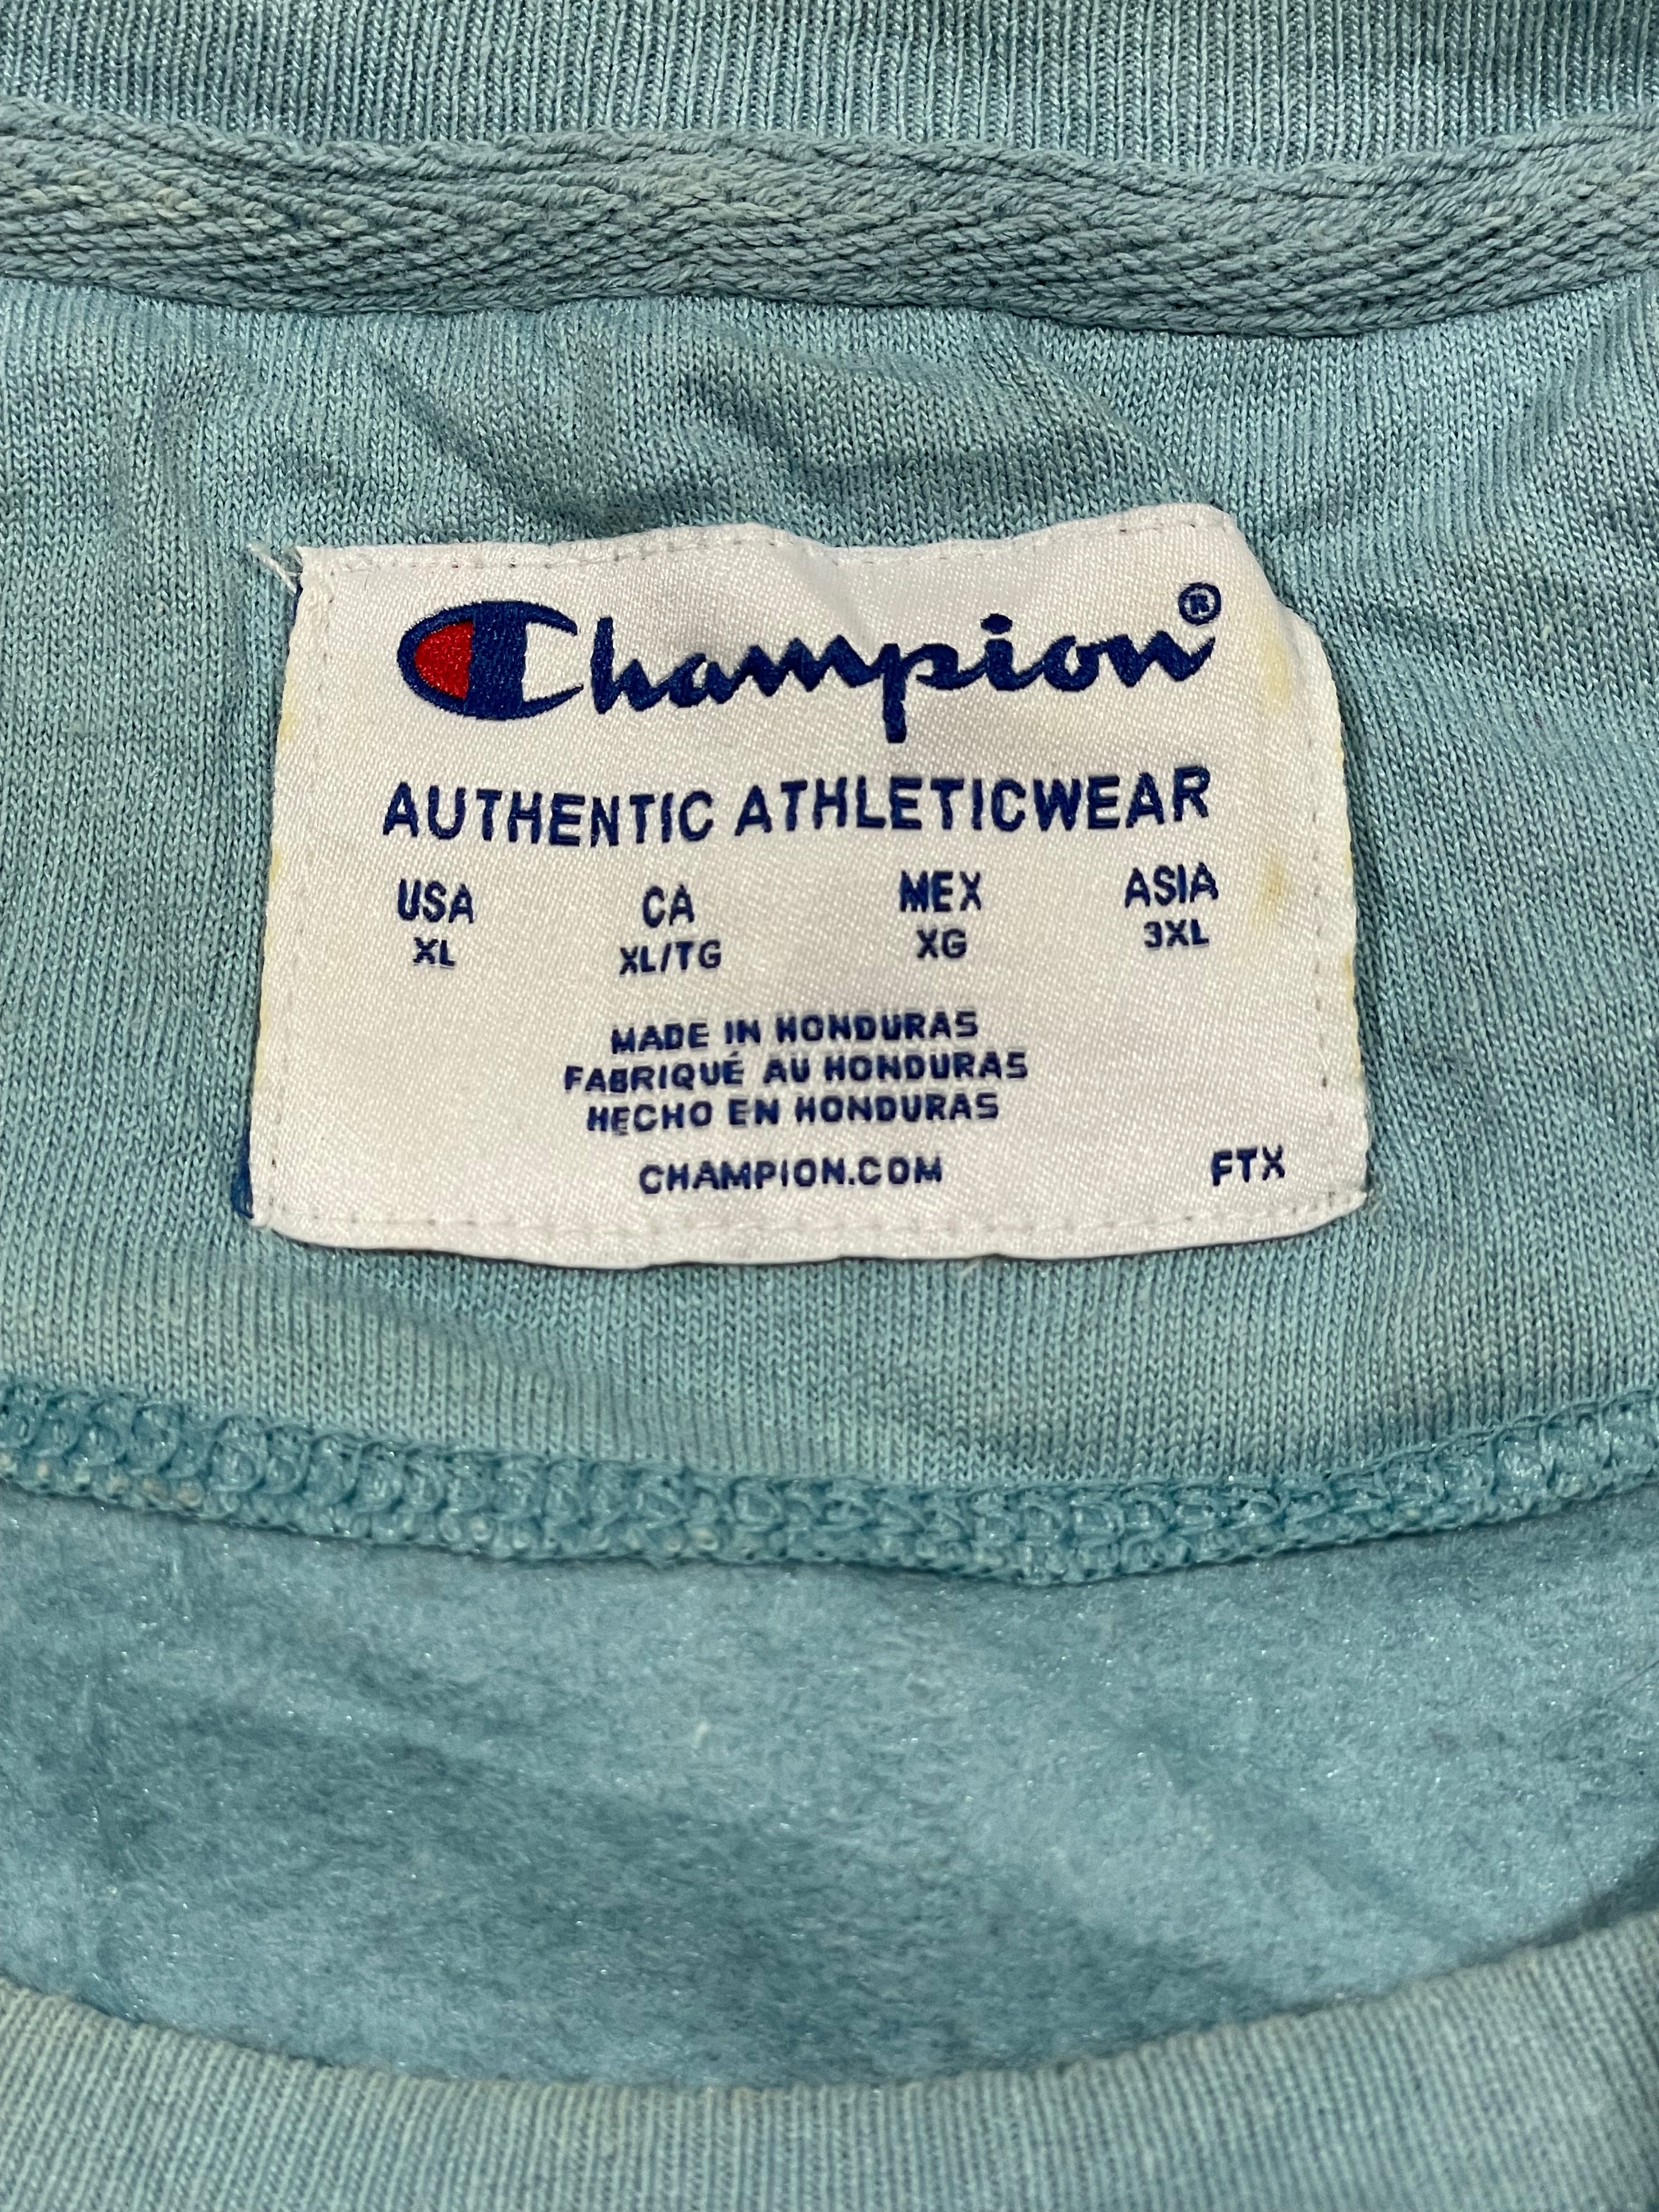 Champion®
AUTHENTIC ATHLETICWEAR
USA CA MEX ASIA
XL XL/TG XG 3XL
MADE IN HONDURAS
FABRIQUÉ AU HONDURAS
HECHO EN HONDURAS
CHAMPION.COM FTX